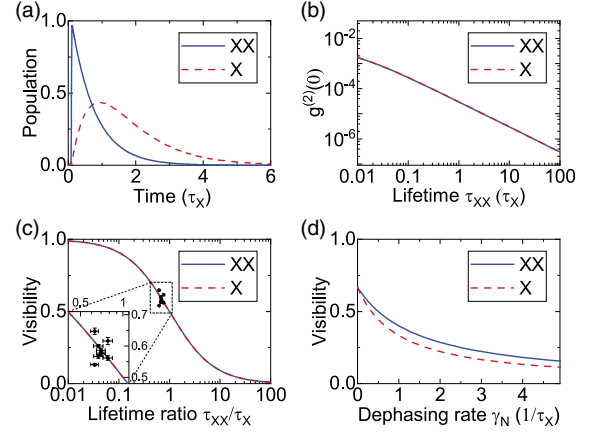 (a)
XX
X
Population
1.0
0.5
0.0
0 2 4 6
Time (τX)
(b)
XX
X
g(2)(0)
10-2
10-4
10-6
0.01 0.1 1 10 100
Lifetime τXX (τX)
(c)
XX
X
Visibility
1.0
0.5
0.0
0.5 1
0.7
0.6
0.5
0.01 0.1 1 10 100
Lifetime ratio τXX/τX
(d)
XX
X
Visibility
1.0
0.5
0.0
0 1 2 3 4
Dephasing rate γN (1/τX)